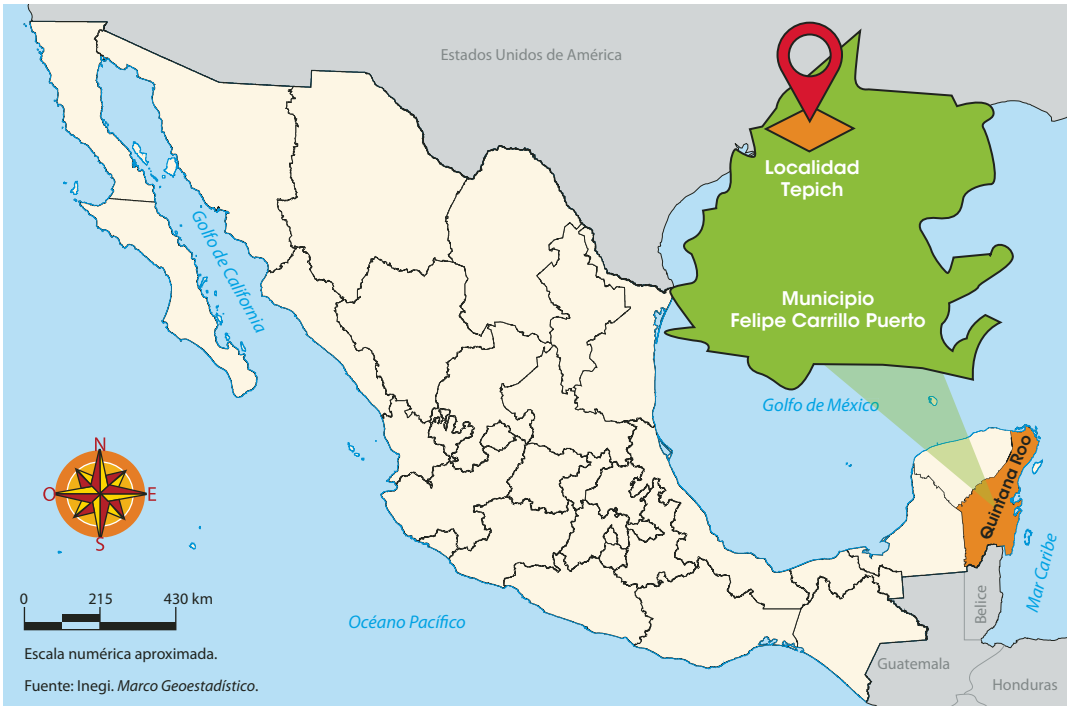 Estados Unidos de América
Localidad
Tepich
Golfo de California
Municipio
Felipe Carrillo Puerto
Golfo de México
Quintana Roo
N
O
E
S
Mar Caribe
Belice
0 215 430 km
Océano Pacífico
Escala numérica aproximada.
Guatemala
Fuente: Inegi. Marco Geoestadístico.
Honduras